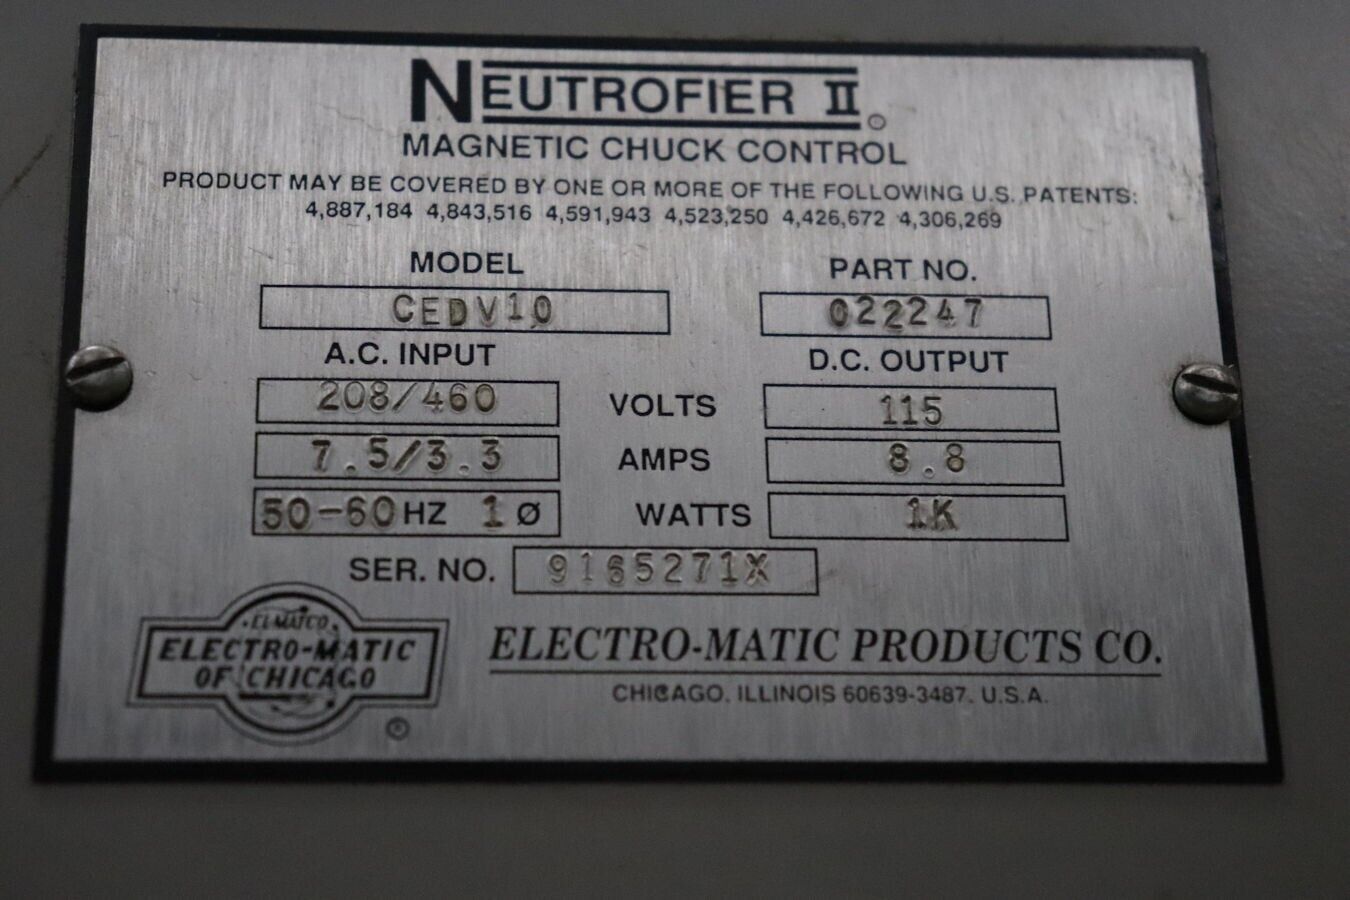 NEUTROFIER II
MAGNETIC CHUCK CONTROL
PRODUCT MAY BE COVERED BY ONE OR MORE OF THE FOLLOWING U.S. PATENTS:
4,887,184 4,843,516 4,591,943 4,523,250 4,426,672 4,306,269
MODEL PART NO.
CEDV10 022247
A.C. INPUT D.C. OUTPUT
208/460 VOLTS 115
7.5/3.3 AMPS 8.8
50-60HZ 1Ø WATTS 1K
SER. NO. 9165271X
EL-MATCO
ELECTRO-MATIC
OF CHICAGO
®
ELECTRO-MATIC PRODUCTS CO.
CHICAGO, ILLINOIS 60639-3487, U.S.A.